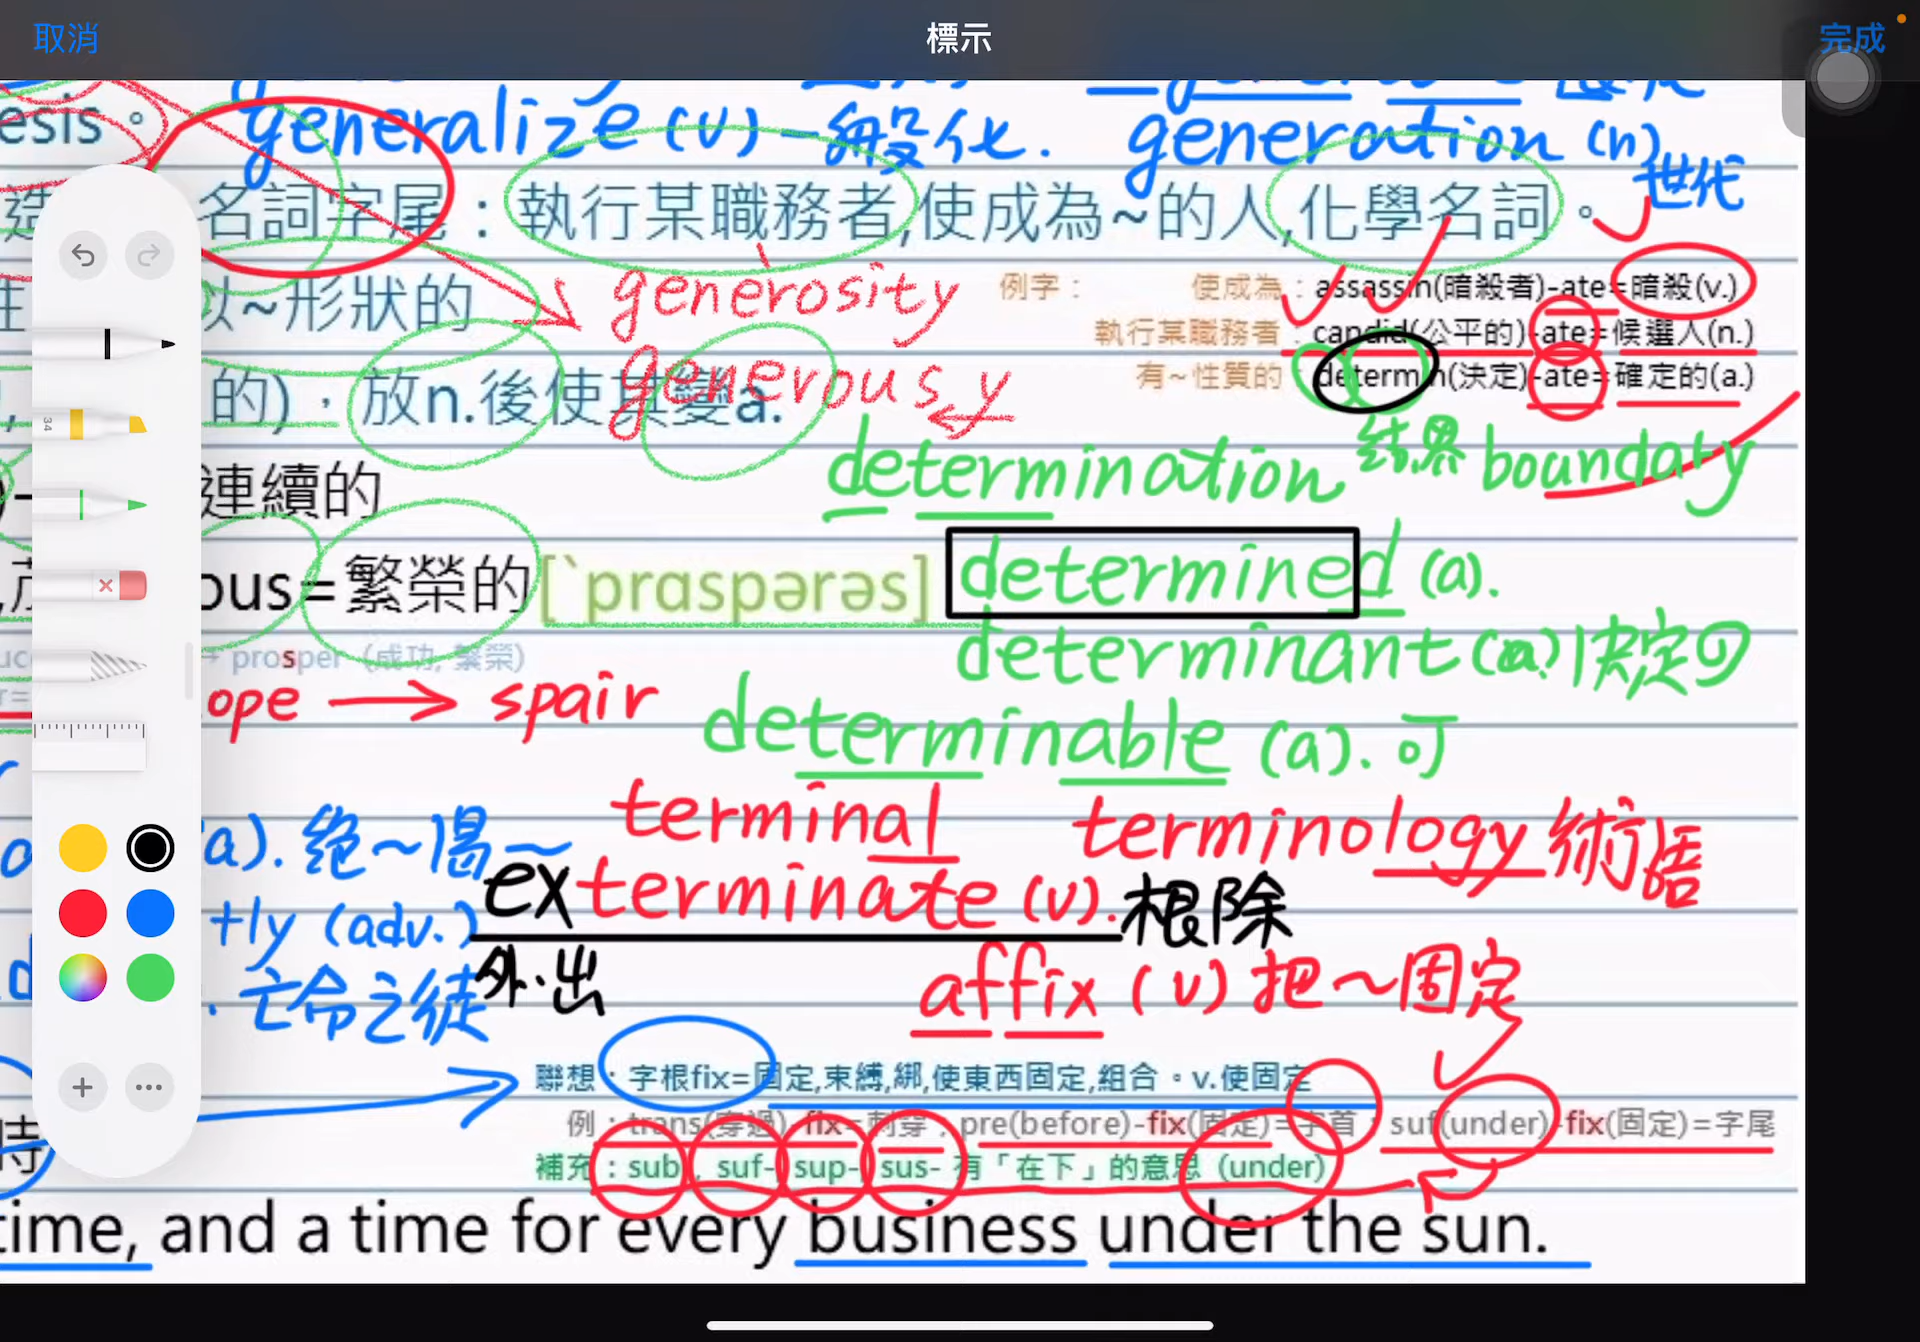 取消
標示
完成
generalize (v) 一般化.
generation (n)
世代
esis。
名詞字尾：執行某職務者,使成為~的人,化學名詞。
~形狀的
generosity
generous y
例字：
使成為：assassin(暗殺者)-ate=暗殺(v.)
執行某職務者：candid(公平的)-ate=候選人(n.)
有~性質的：determin(決定)-ate=確定的(a.)
的)，放n.後使其變a.
determination
結界 boundary
連續的
ous=繁榮的[ˋprɑspərəs]
determined (a).
prosper (成功, 繁榮)
determinant (a) 決定
ope → spair
determinable (a). 可
terminal
terminology 術語
(a). 絕~渴~
exterminate (v). 根除
+ly (adv.)
外.出
affix (v) 把~固定
亡命之徒
聯想：字根fix=固定,束縛,綁,使東西固定,組合。v.使固定
例：trans(穿過)-fix=刺穿，pre(before)-fix(固定)=字首，suf(under)-fix(固定)=字尾
時
補充：sub, suf- sup- sus- 有「在下」的意思 (under)
time, and a time for every business under the sun.